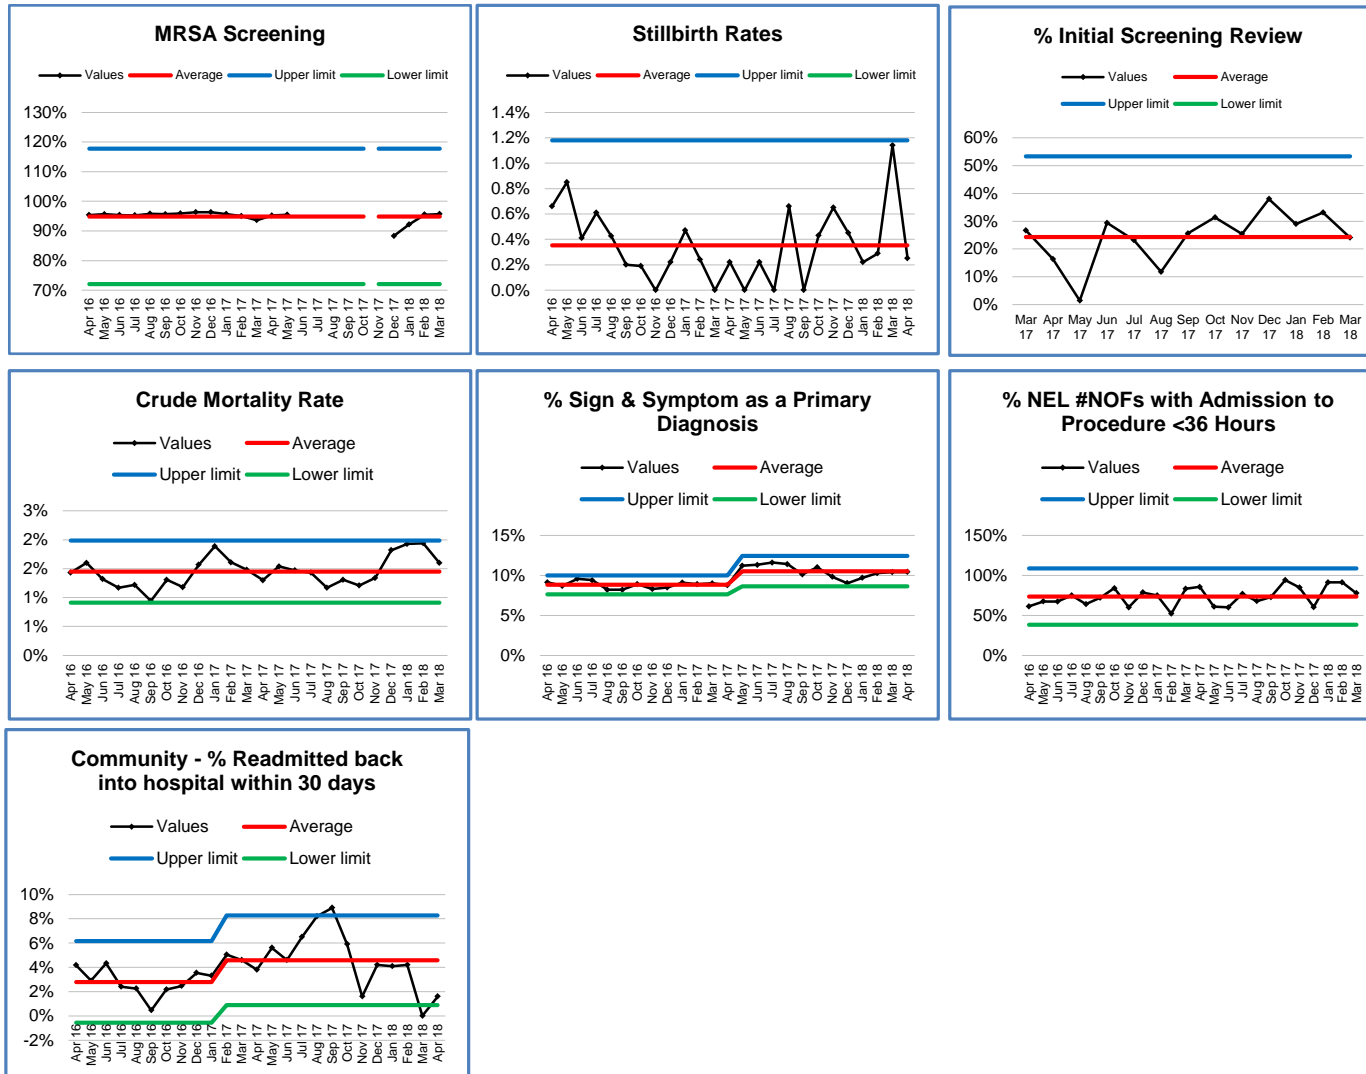 MRSA Screening
Values Average Upper limit Lower limit
130%
120%
110%
100%
90%
80%
70%
Apr 16 May 16 Jun 16 Jul 16 Aug 16 Sep 16 Oct 16 Nov 16 Dec 16 Jan 17 Feb 17 Mar 17 Apr 17 May 17 Jun 17 Jul 17 Aug 17 Sep 17 Oct 17 Nov 17 Dec 17 Jan 18 Feb 18 Mar 18
Stillbirth Rates
Values Average Upper limit Lower limit
1.4%
1.2%
1.0%
0.8%
0.6%
0.4%
0.2%
0.0%
Apr 16 May 16 Jun 16 Jul 16 Aug 16 Sep 16 Oct 16 Nov 16 Dec 16 Jan 17 Feb 17 Mar 17 Apr 17 May 17 Jun 17 Jul 17 Aug 17 Sep 17 Oct 17 Nov 17 Dec 17 Jan 18 Feb 18 Mar 18 Apr 18
% Initial Screening Review
Values Average
Upper limit Lower limit
60%
50%
40%
30%
20%
10%
0%
Mar Apr May Jun Jul Aug Sep Oct Nov Dec Jan Feb Mar
17 17 17 17 17 17 17 17 17 17 18 18 18
Crude Mortality Rate
Values Average
Upper limit Lower limit
3%
2%
2%
1%
1%
0%
Apr 16 May 16 Jun 16 Jul 16 Aug 16 Sep 16 Oct 16 Nov 16 Dec 16 Jan 17 Feb 17 Mar 17 Apr 17 May 17 Jun 17 Jul 17 Aug 17 Sep 17 Oct 17 Nov 17 Dec 17 Jan 18 Feb 18 Mar 18
% Sign & Symptom as a Primary
Diagnosis
Values Average
Upper limit Lower limit
15%
10%
5%
0%
Apr 16 May 16 Jun 16 Jul 16 Aug 16 Sep 16 Oct 16 Nov 16 Dec 16 Jan 17 Feb 17 Mar 17 Apr 17 May 17 Jun 17 Jul 17 Aug 17 Sep 17 Oct 17 Nov 17 Dec 17 Jan 18 Feb 18 Mar 18 Apr 18
% NEL #NOFs with Admission to
Procedure <36 Hours
Values Average
Upper limit Lower limit
150%
100%
50%
0%
Apr 16 May 16 Jun 16 Jul 16 Aug 16 Sep 16 Oct 16 Nov 16 Dec 16 Jan 17 Feb 17 Mar 17 Apr 17 May 17 Jun 17 Jul 17 Aug 17 Sep 17 Oct 17 Nov 17 Dec 17 Jan 18 Feb 18 Mar 18
Community - % Readmitted back
into hospital within 30 days
Values Average
Upper limit Lower limit
10%
8%
6%
4%
2%
0%
-2%
Apr 16 May 16 Jun 16 Jul 16 Aug 16 Sep 16 Oct 16 Nov 16 Dec 16 Jan 17 Feb 17 Mar 17 Apr 17 May 17 Jun 17 Jul 17 Aug 17 Sep 17 Oct 17 Nov 17 Dec 17 Jan 18 Feb 18 Mar 18 Apr 18